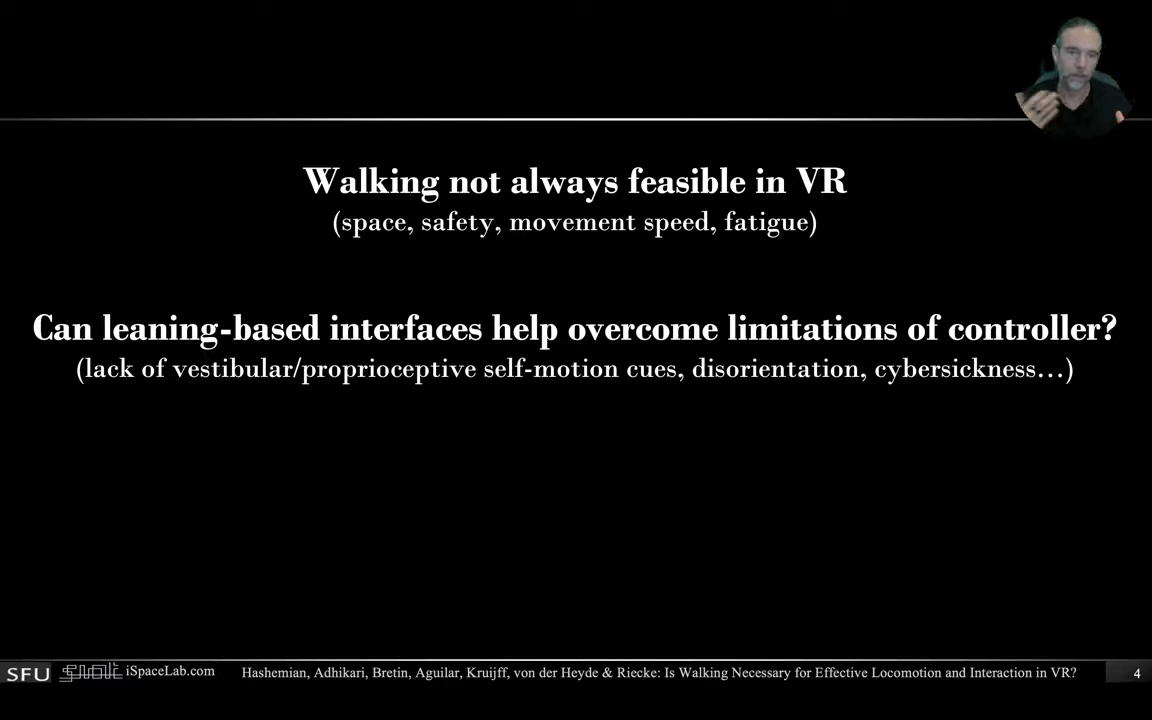 Walking not always feasible in VR
(space, safety, movement speed, fatigue)
Can leaning-based interfaces help overcome limitations of controller?
(lack of vestibular/proprioceptive self-motion cues, disorientation, cybersickness…)
SFU iSpaceLab.com Hashemian, Adhikari, Bretin, Aguilar, Kruijff, von der Heyde & Riecke: Is Walking Necessary for Effective Locomotion and Interaction in VR? 4